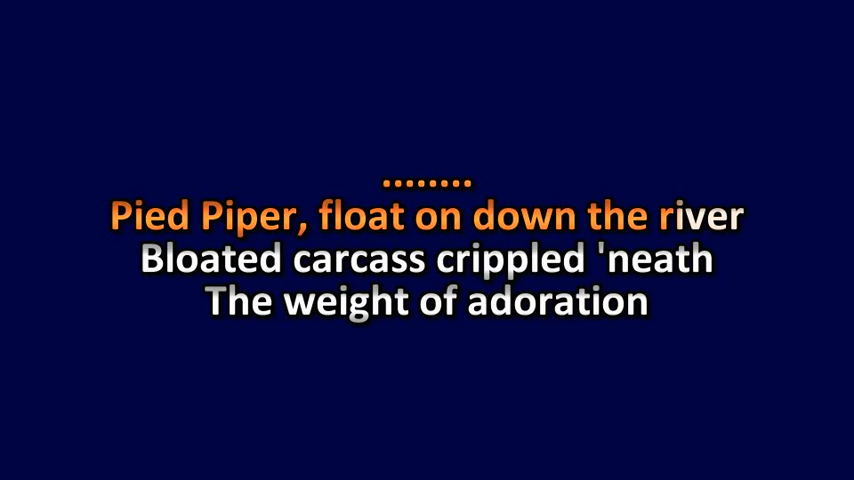 ........
Pied Piper, float on down the river
Bloated carcass crippled 'neath
The weight of adoration